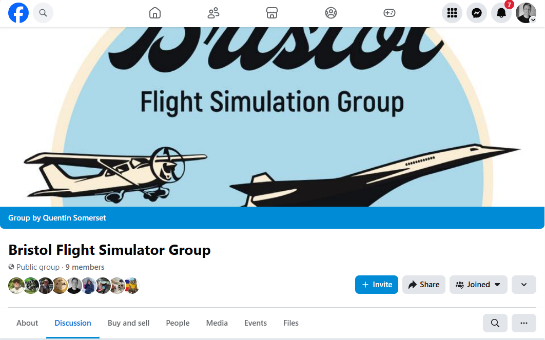 7
Bristol
Flight Simulation Group
Group by Quentin Somerset
Bristol Flight Simulator Group
Public group · 9 members
+ Invite
Share
Joined
About
Discussion
Buy and sell
People
Media
Events
Files